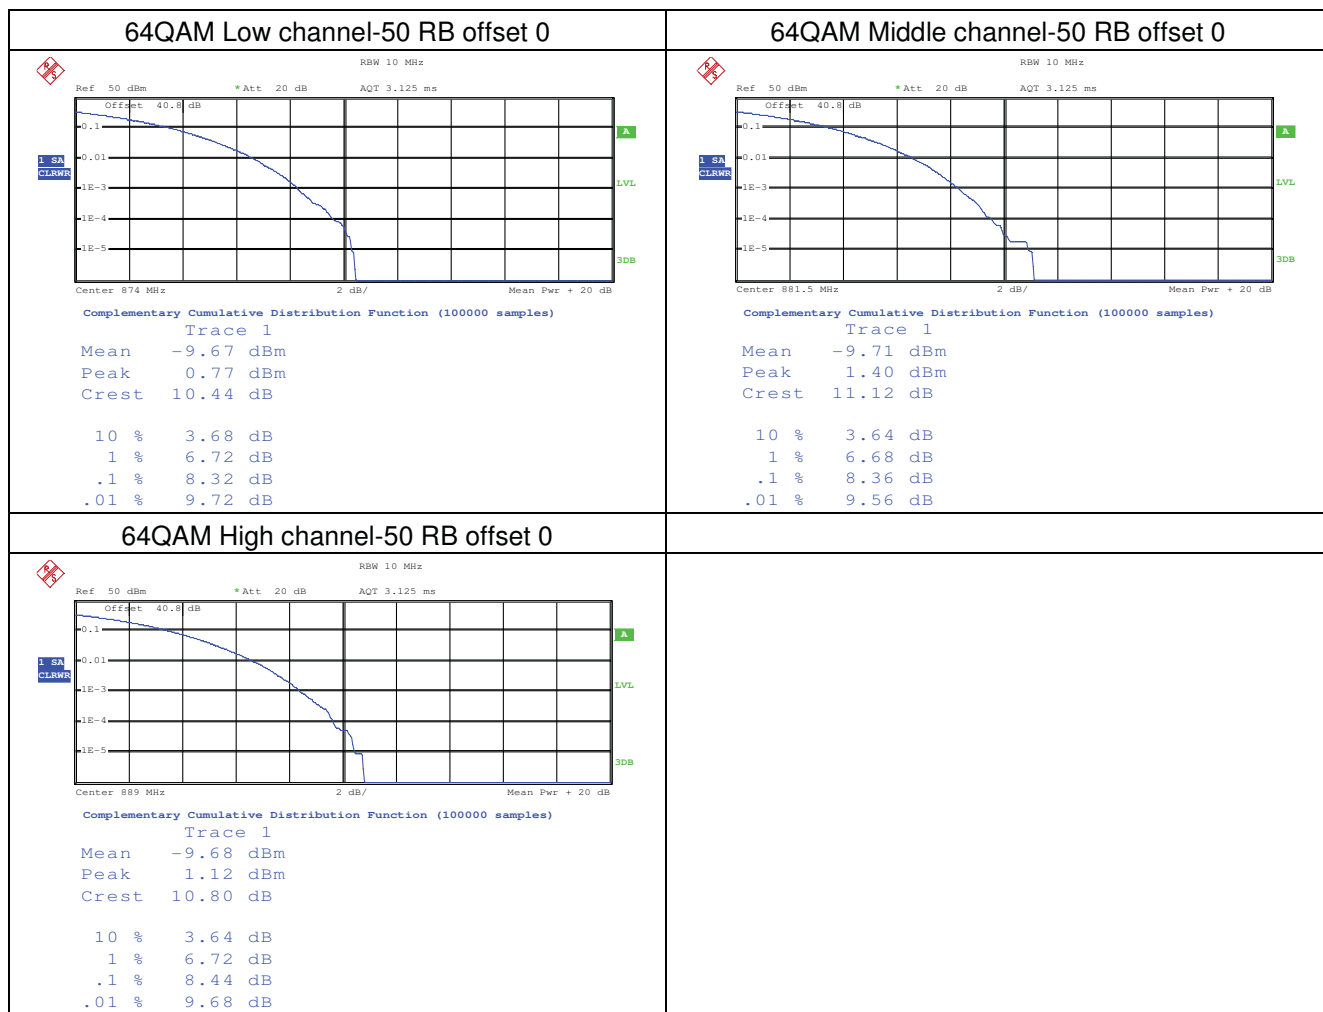 64QAM Low channel-50 RB offset 0
R S
RBW 10 MHz
Ref 50 dBm *Att 20 dB AQT 3.125 ms
Offset 40.8 dB
0.1
0.01
1E-3
1E-4
1E-5
1 SA
CLRWR
A
LVL
3DB
Center 874 MHz 2 dB/ Mean Pwr + 20 dB
Complementary Cumulative Distribution Function (100000 samples)
Trace 1
Mean -9.67 dBm
Peak 0.77 dBm
Crest 10.44 dB
10 % 3.68 dB
1 % 6.72 dB
.1 % 8.32 dB
.01 % 9.72 dB
64QAM Middle channel-50 RB offset 0
R S
RBW 10 MHz
Ref 50 dBm *Att 20 dB AQT 3.125 ms
Offset 40.8 dB
0.1
0.01
1E-3
1E-4
1E-5
1 SA
CLRWR
A
LVL
3DB
Center 881.5 MHz 2 dB/ Mean Pwr + 20 dB
Complementary Cumulative Distribution Function (100000 samples)
Trace 1
Mean -9.71 dBm
Peak 1.40 dBm
Crest 11.12 dB
10 % 3.64 dB
1 % 6.68 dB
.1 % 8.36 dB
.01 % 9.56 dB
64QAM High channel-50 RB offset 0
R S
RBW 10 MHz
Ref 50 dBm *Att 20 dB AQT 3.125 ms
Offset 40.8 dB
0.1
0.01
1E-3
1E-4
1E-5
1 SA
CLRWR
A
LVL
3DB
Center 889 MHz 2 dB/ Mean Pwr + 20 dB
Complementary Cumulative Distribution Function (100000 samples)
Trace 1
Mean -9.68 dBm
Peak 1.12 dBm
Crest 10.80 dB
10 % 3.64 dB
1 % 6.72 dB
.1 % 8.44 dB
.01 % 9.68 dB